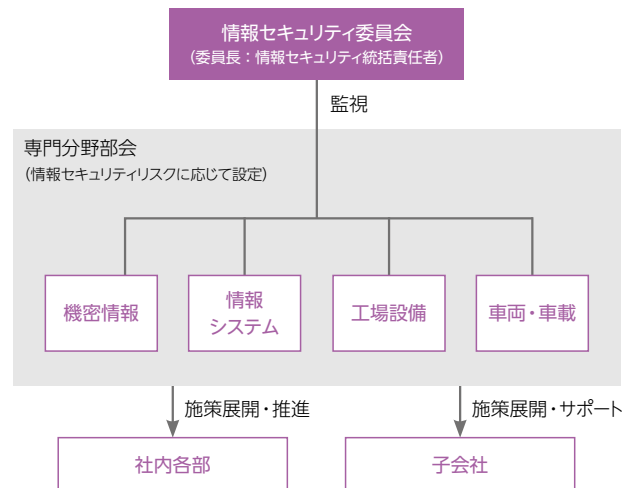 情報セキュリティ委員会
（委員長：情報セキュリティ統括責任者）
監視
専門分野部会
（情報セキュリティリスクに応じて設定）
機密情報
情報
システム
工場設備
車両・車載
施策展開・推進
施策展開・サポート
社内各部
子会社